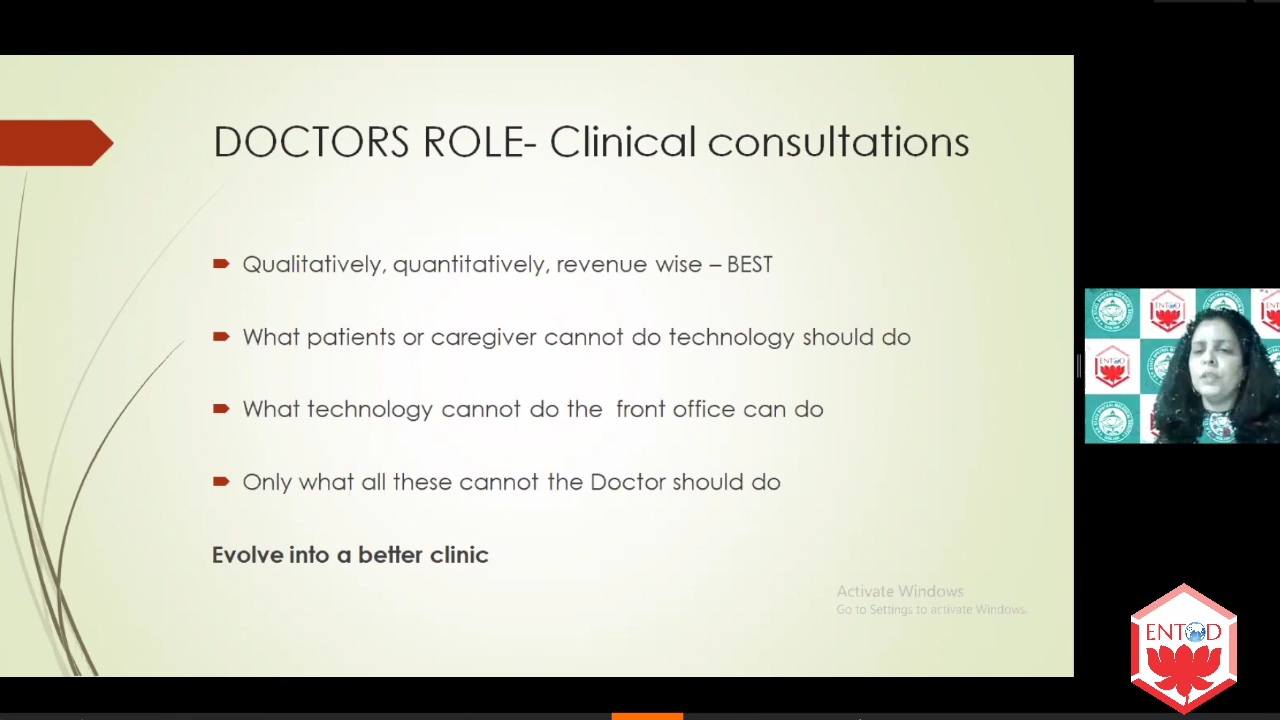 DOCTORS ROLE- Clinical consultations
Qualitatively, quantitatively, revenue wise – BEST
What patients or caregiver cannot do technology should do
What technology cannot do the front office can do
Only what all these cannot the Doctor should do
Evolve into a better clinic
Activate Windows
Go to Settings to activate Windows.
ENTOD
ENTOD
ENTOD